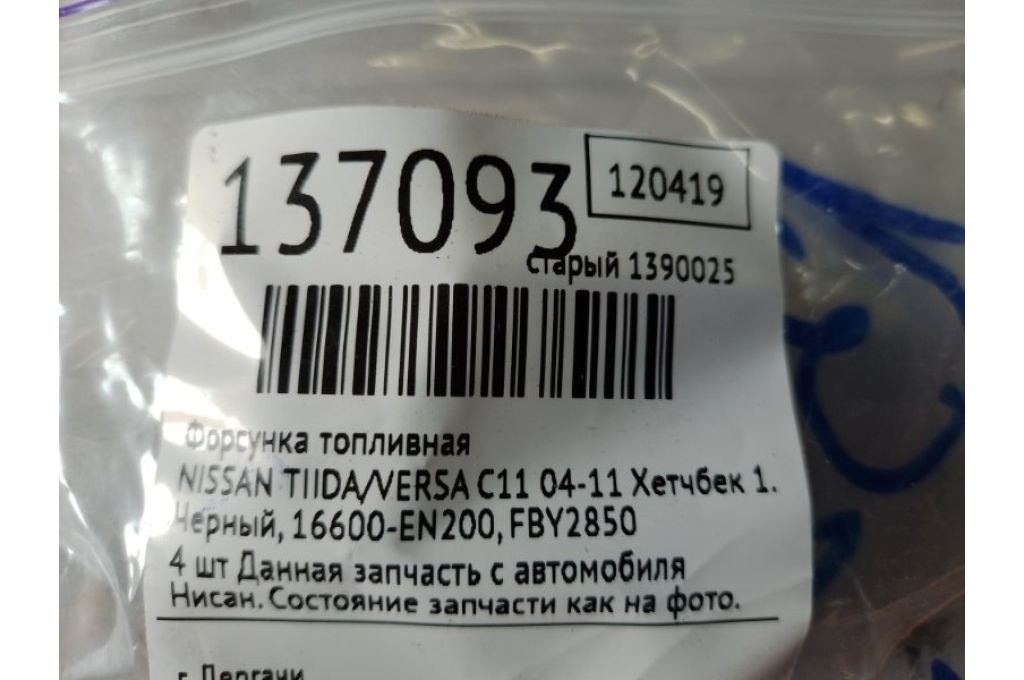 137093
120419
старый 1390025
Форсунка топливная
NISSAN TIIDA/VERSA C11 04-11 Хетчбек 1.
Черный, 16600-EN200, FBY2850
4 шт Данная запчасть с автомобиля
Нисан. Состояние запчасти как на фото.
г. Дергачи